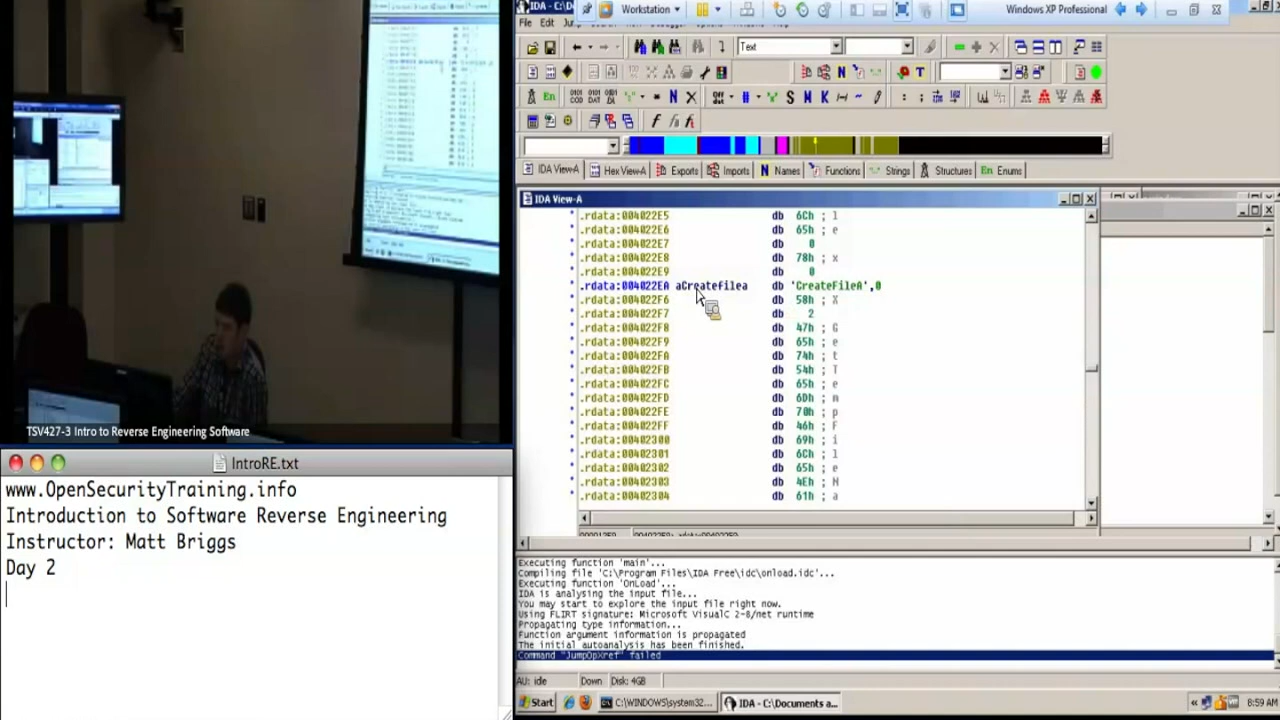 TSV427-3 Intro to Reverse Engineering Software
IntroRE.txt
www.OpenSecurityTraining.info
Introduction to Software Reverse Engineering
Instructor: Matt Briggs
Day 2
IDA - C:\D
Workstation
Windows XP Professional
File Edit
Text
En
IDA View-A
Hex View-A
Exports
Imports
N Names
Functions
Strings
Structures
En Enums
IDA View-A
.rdata:004022E5 db 6Ch ; l
.rdata:004022E6 db 65h ; e
.rdata:004022E7 db 0
.rdata:004022E8 db 78h ; x
.rdata:004022E9 db 0
.rdata:004022EA aCreatefilea db 'CreateFileA',0
.rdata:004022F6 db 58h ; X
.rdata:004022F7 db 2
.rdata:004022F8 db 47h ; G
.rdata:004022F9 db 65h ; e
.rdata:004022FA db 74h ; t
.rdata:004022FB db 54h ; T
.rdata:004022FC db 65h ; e
.rdata:004022FD db 6Dh ; m
.rdata:004022FE db 70h ; p
.rdata:004022FF db 46h ; F
.rdata:00402300 db 69h ; i
.rdata:00402301 db 6Ch ; l
.rdata:00402302 db 65h ; e
.rdata:00402303 db 4Eh ; N
.rdata:00402304 db 61h ; a
Executing function 'main'...
Compiling file 'C:\Program Files\IDA Free\idc\onload.idc'...
Executing function 'OnLoad'...
IDA is analysing the input file...
You may start to explore the input file right now.
Using FLIRT signature: Microsoft VisualC 2-8/net runtime
Propagating type information...
Function argument information is propagated
The initial autoanalysis has been finished.
Command "JumpOpXref" failed
AU: idle Down Disk: 4GB
Start
C:\WINDOWS\system32...
IDA - C:\Documents a...
8:59 AM